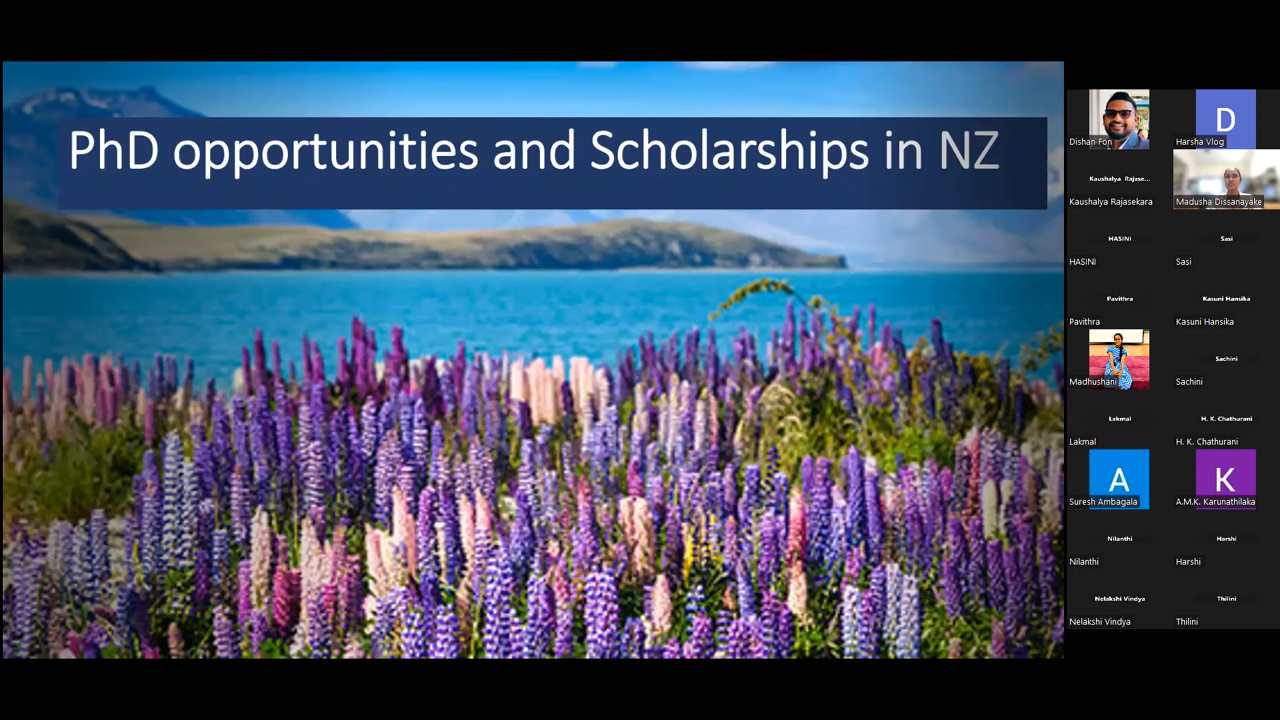 PhD opportunities and Scholarships in NZ
Dishan Fon
D
Harsha Vlog
Kaushalya Rajase...
Kaushalya Rajasekara
Madusha Dissanayake
HASINI
HASINI
Sasi
Sasi
Pavithra
Pavithra
Kasuni Hansika
Kasuni Hansika
Madhushani
Sachini
Sachini
Lakmal
Lakmal
H. K. Chathurani
H. K. Chathurani
A
Suresh Ambagala
K
A.M.K. Karunathilaka
Nilanthi
Nilanthi
Harshi
Harshi
Nelakshi Vindya
Nelakshi Vindya
Thilini
Thilini